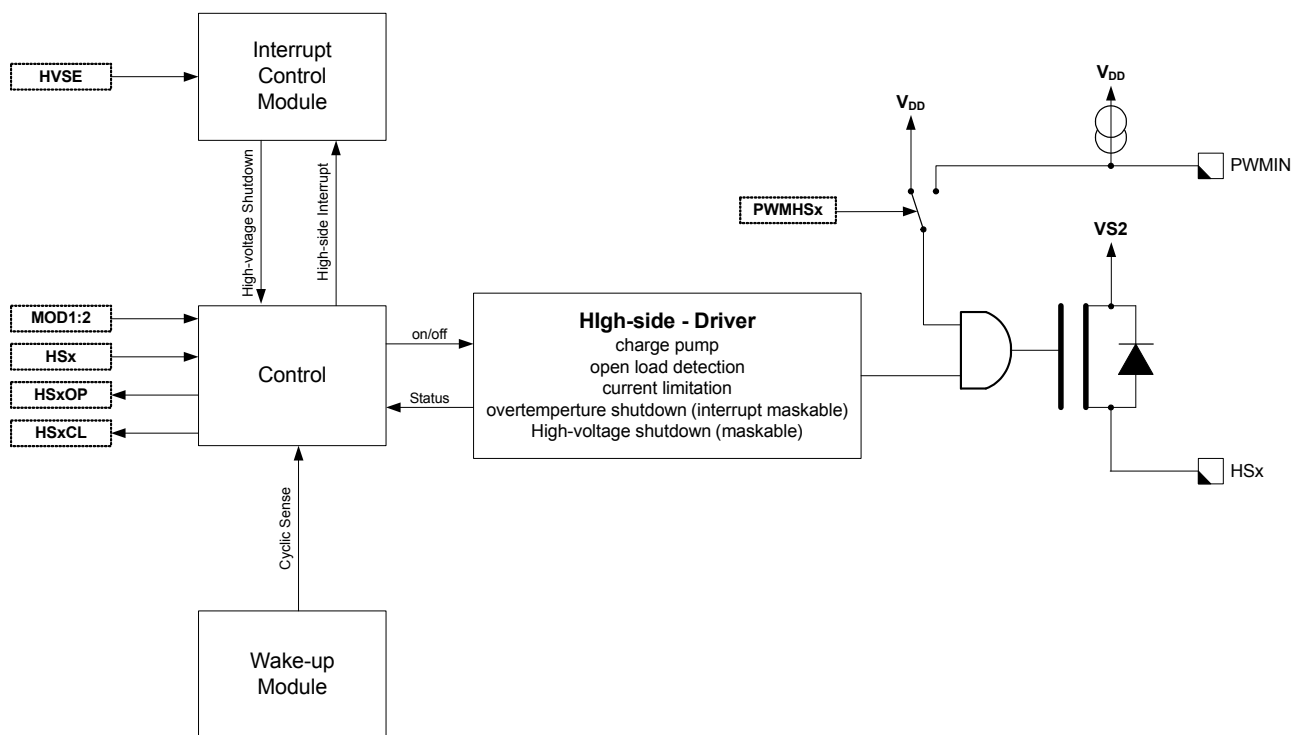 Interrupt
Control
Module
HVSE
High-voltage Shutdown
High-side Interrupt
V_DD
V_DD
PWMIN
PWMHSx
VS2
MOD1:2
HSx
HSxOP
HSxCL
Control
on/off
Status
HIgh-side - Driver
charge pump
open load detection
current limitation
overtemperture shutdown (interrupt maskable)
High-voltage shutdown (maskable)
HSx
Cyclic Sense
Wake-up
Module